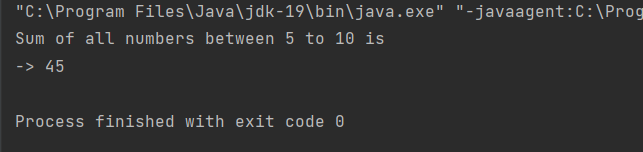 "C:\Program Files\Java\jdk-19\bin\java.exe" "-javaagent:C:\Prog
Sum of all numbers between 5 to 10 is
-> 45
Process finished with exit code 0